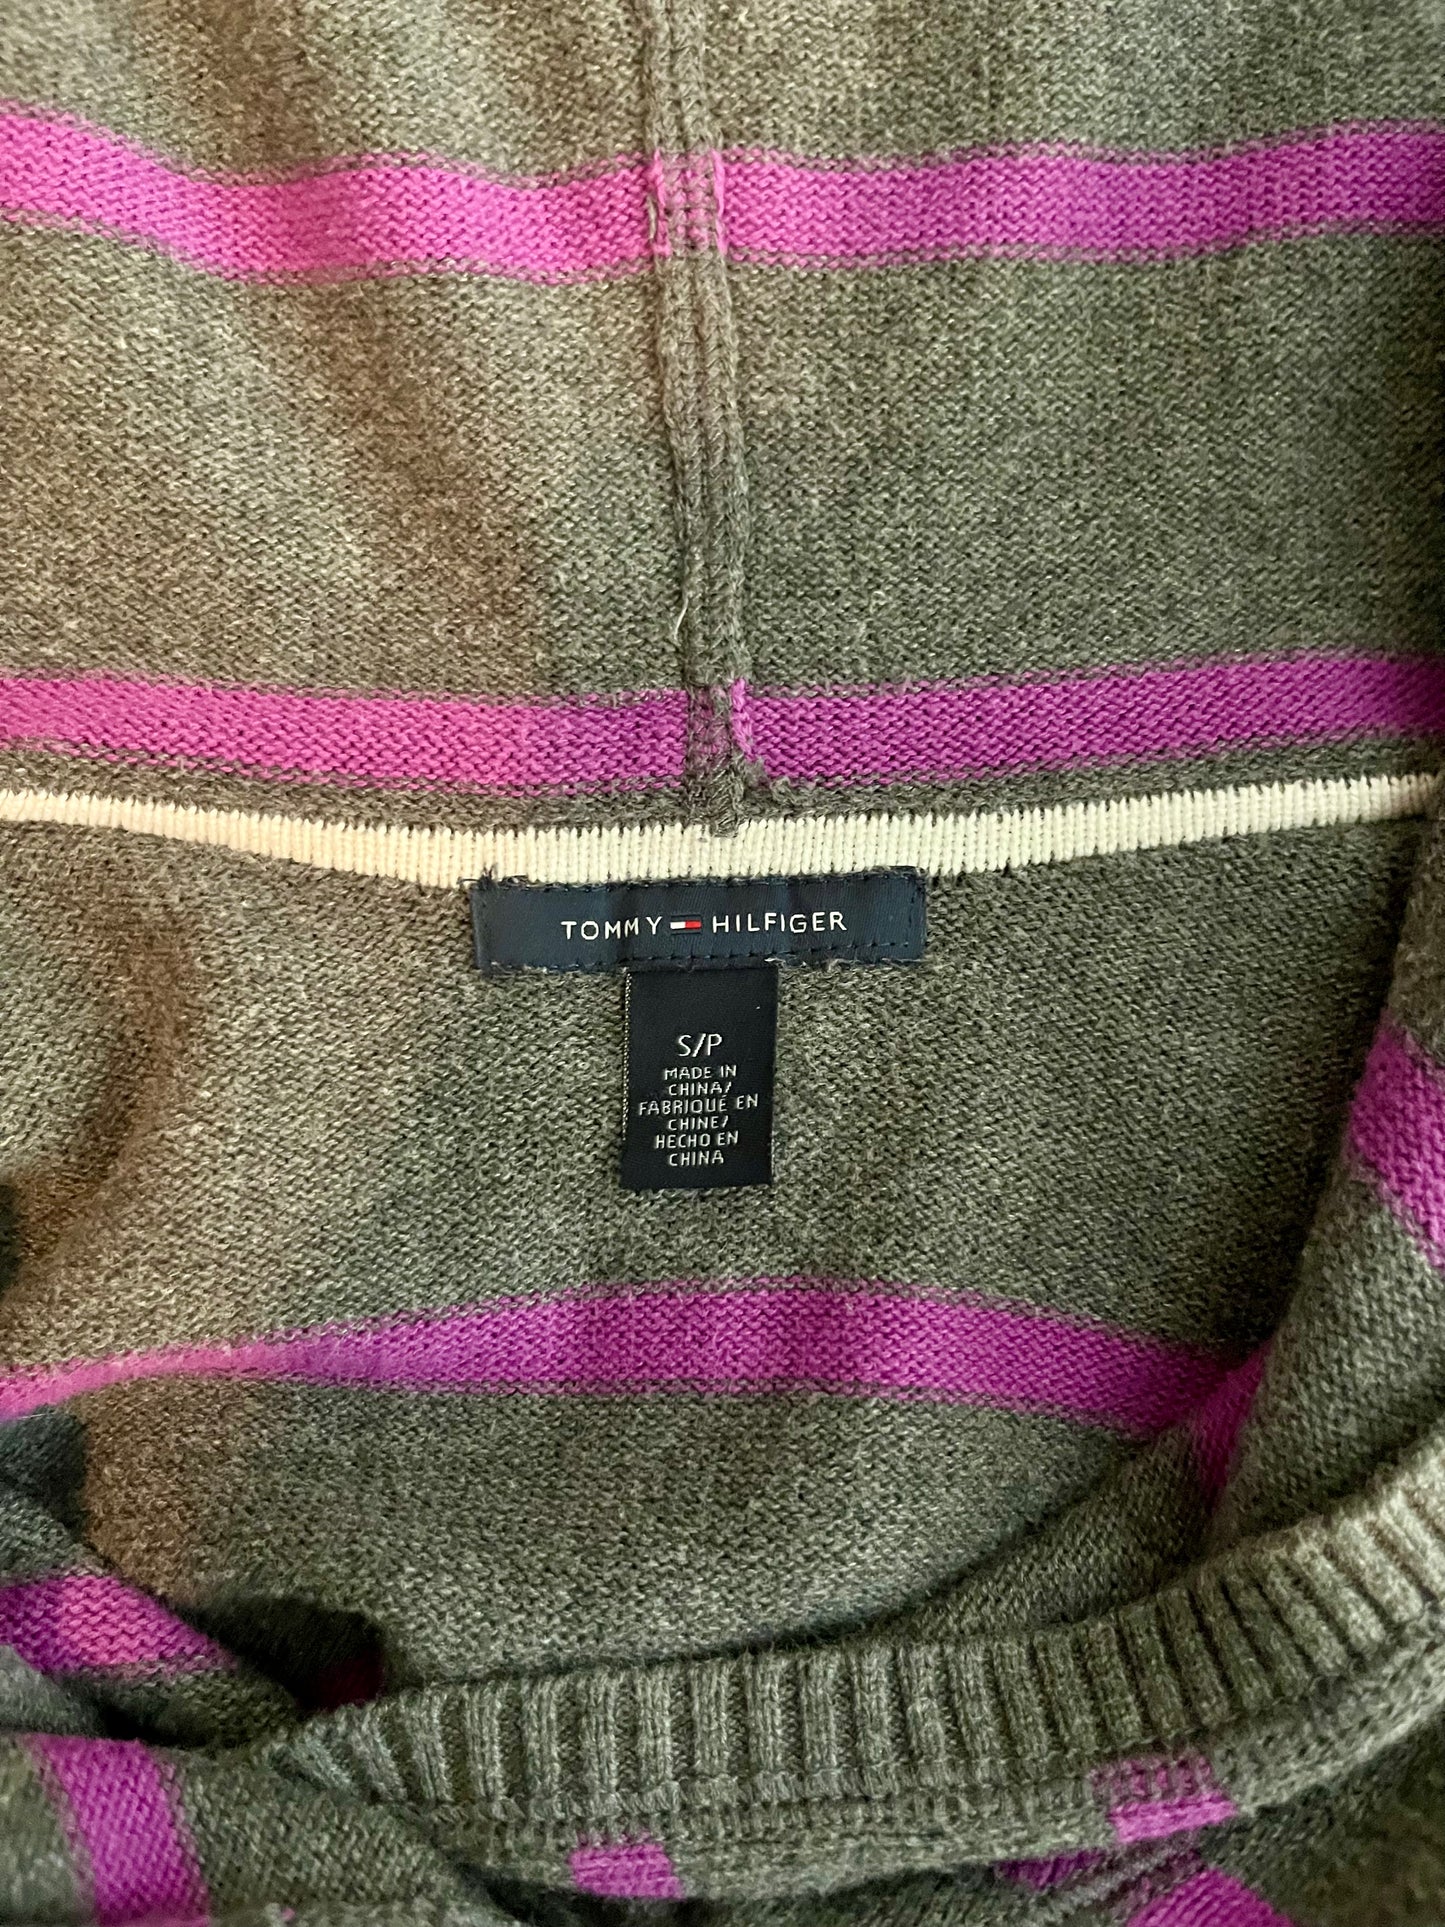 TOMMY HILFIGER
S/P
MADE IN
CHINA/
FABRIQUÉ EN
CHINE/
HECHO EN
CHINA